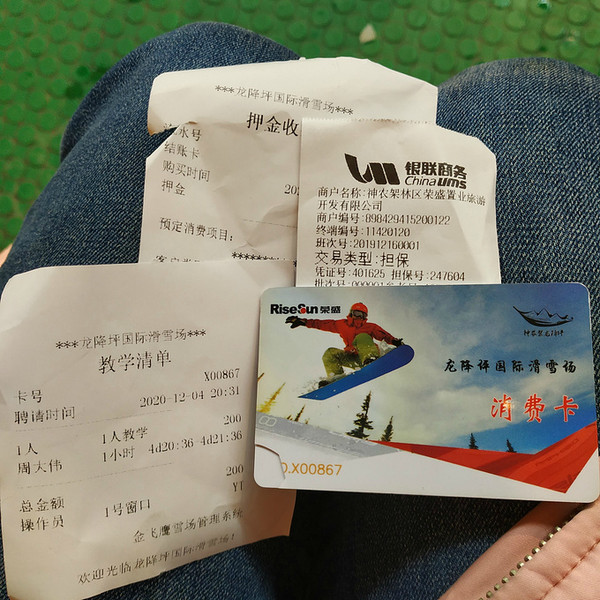 ***龙降坪国际滑雪场***
押金收
水号
结账卡
购买时间
押金 202
预定消费项目:
银联商务
China ums
商户名称:神农架林区荣盛置业旅游
开发有限公司
商户编号:898429415200122
终端编号:11420120
班次号:201912160001
交易类型:担保
凭证号:401625 担保号:247604
***龙降坪国际滑雪场***
教学清单
卡号 X00867
聘请时间 2020-12-04 20:31
1人 1人教学 200
周大伟 1小时 4d20:36-4d21:36
总金额 200
操作员 1号窗口 YT
金飞鹰雪场管理系统
欢迎光临龙降坪国际滑雪场!
RiseSun 荣盛
龙降坪国际滑雪场
消费卡
O.X00867